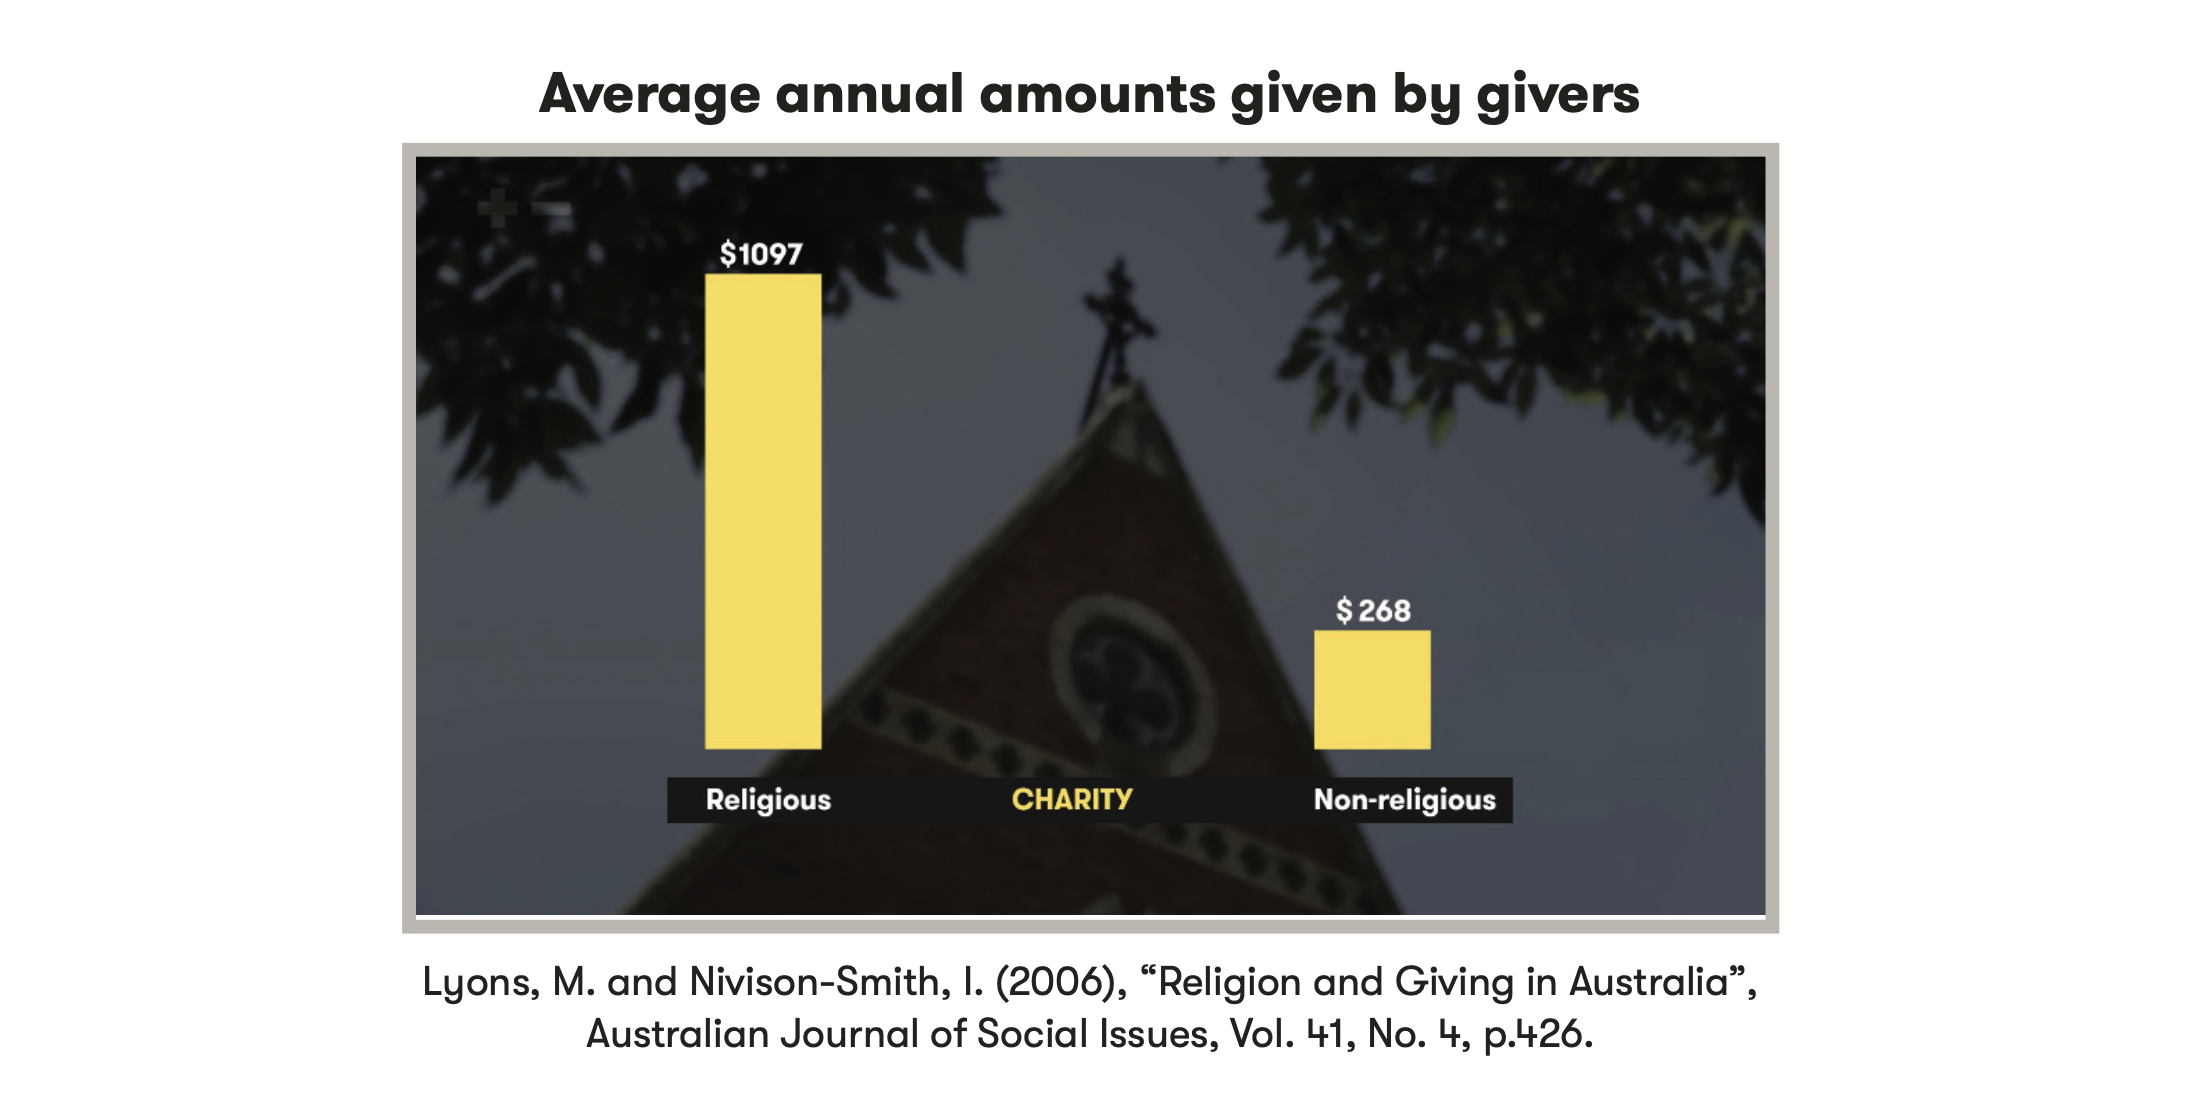 Average annual amounts given by givers
$1097
$ 268
Religious CHARITY Non-religious
Lyons, M. and Nivison-Smith, I. (2006), “Religion and Giving in Australia”,
Australian Journal of Social Issues, Vol. 41, No. 4, p.426.